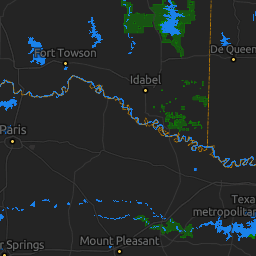 Fort Towson
De Queen
Idabel
Paris
Texa
metropolita
r Springs
Mount Pleasant